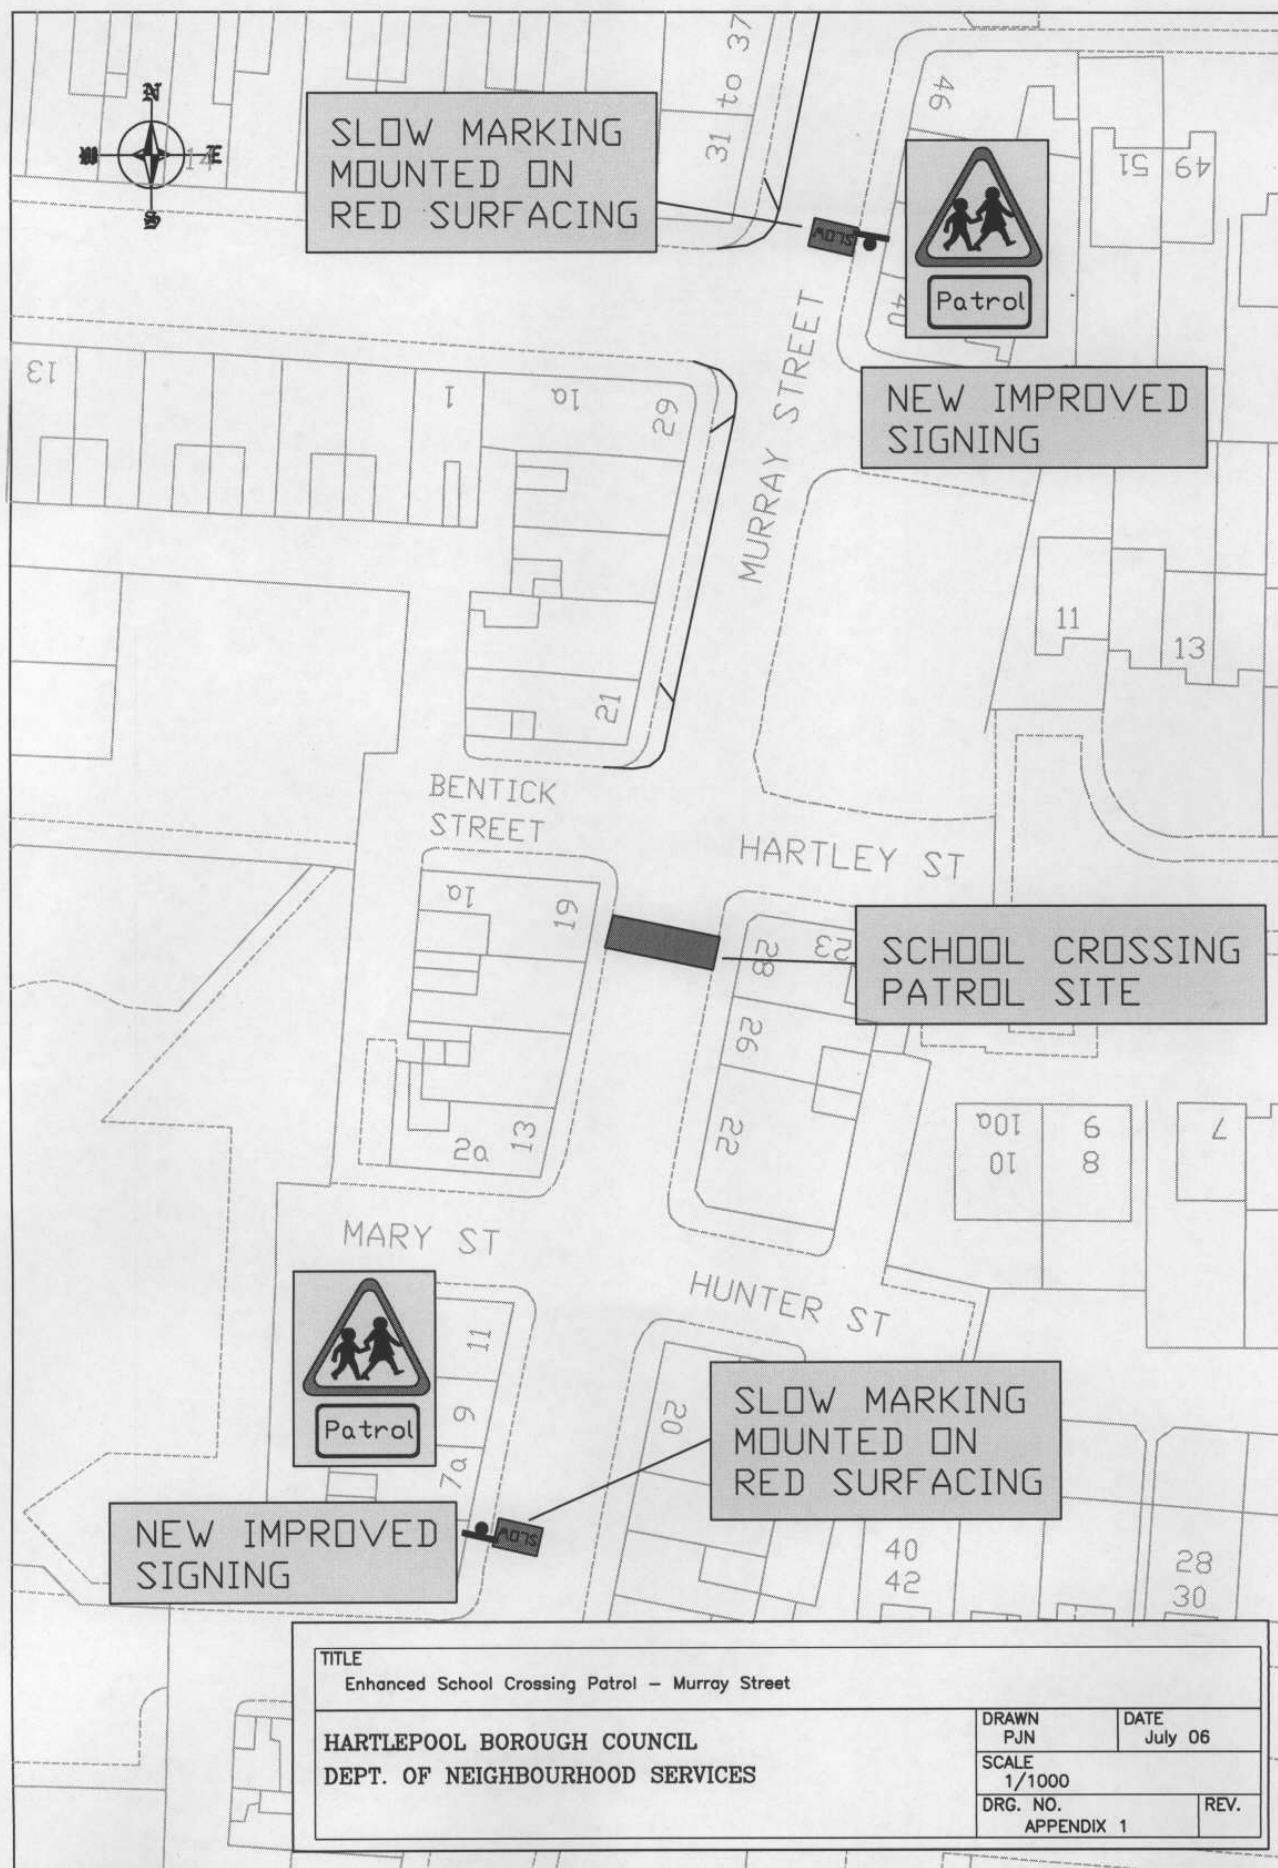 N
W
E
S
14
SLOW MARKING
MOUNTED ON
RED SURFACING
31 to 37
46
51
49
SLOW
40
Patrol
NEW IMPROVED
SIGNING
MURRAY STREET
13
1
1a
29
11
13
21
BENTICK
STREET
HARTLEY ST
1a
19
28
23
SCHOOL CROSSING
PATROL SITE
26
22
2a
13
10a
10
9
8
7
MARY ST
HUNTER ST
Patrol
11
9
7a
20
SLOW MARKING
MOUNTED ON
RED SURFACING
NEW IMPROVED
SIGNING
SLOW
40
42
28
30
TITLE
Enhanced School Crossing Patrol – Murray Street
HARTLEPOOL BOROUGH COUNCIL
DEPT. OF NEIGHBOURHOOD SERVICES
DRAWN
PJN
DATE
July 06
SCALE
1/1000
DRG. NO.
APPENDIX 1
REV.